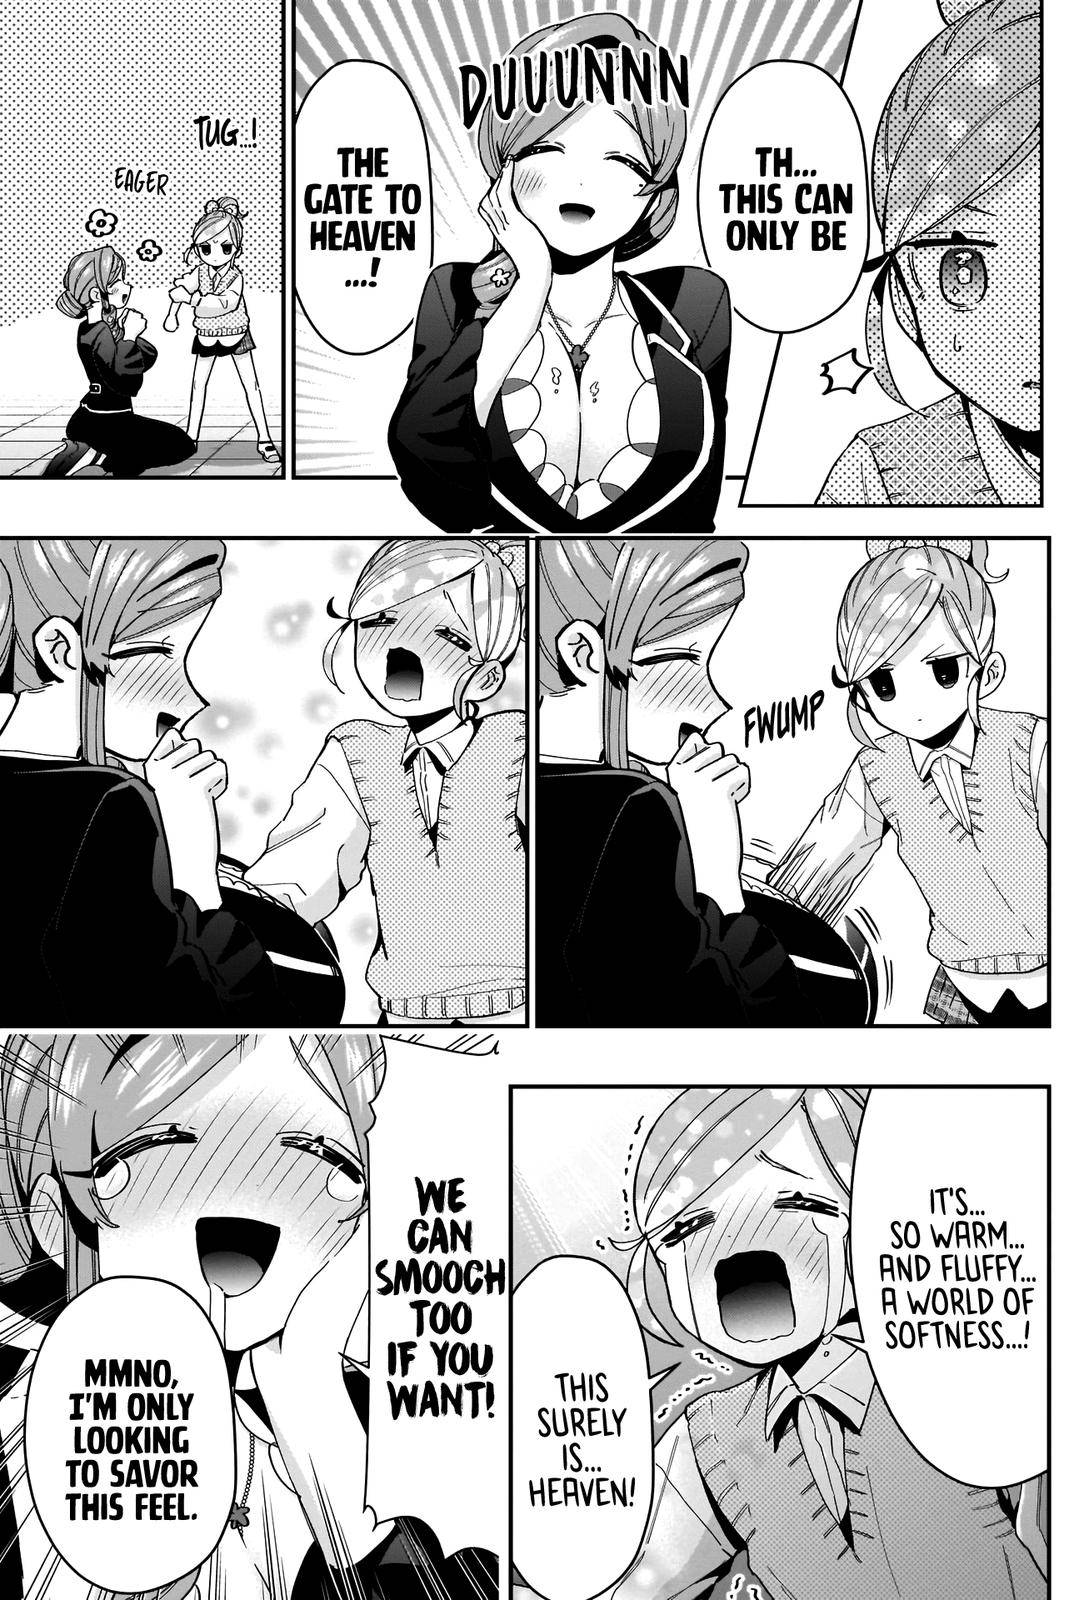 TH...
THIS CAN
ONLY BE
DUUUNNN
THE
GATE TO
HEAVEN
...!
TUG..!
EAGER
FWUMP
IT'S...
SO WARM...
AND FLUFFY...
A WORLD OF
SOFTNESS...!
THIS
SURELY
IS...
HEAVEN!
WE
CAN
SMOOCH
TOO
IF YOU
WANT!
MMNO,
I'M ONLY
LOOKING
TO SAVOR
THIS FEEL.